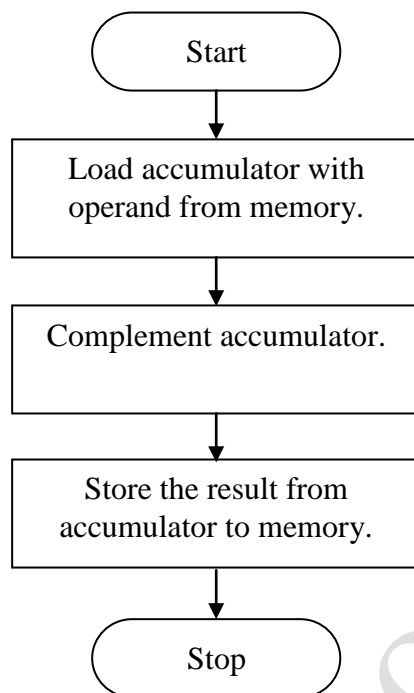 Start
Load accumulator with
operand from memory.
Complement accumulator.
Store the result from
accumulator to memory.
Stop